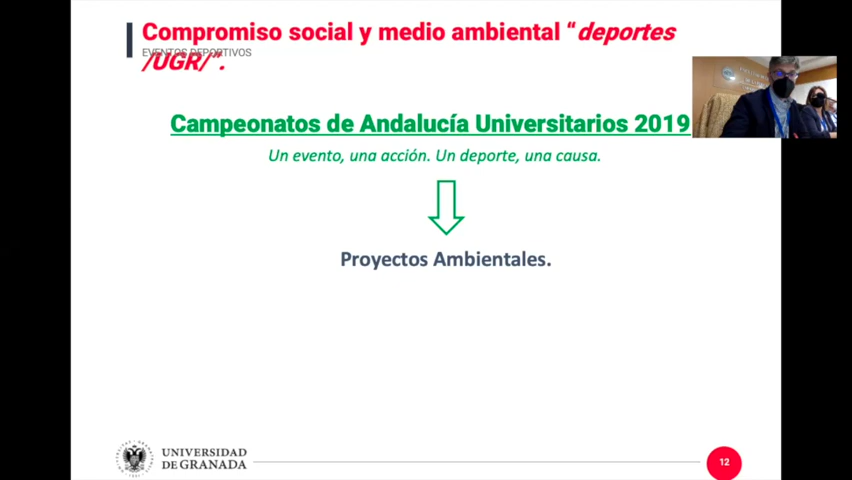 Compromiso social y medio ambiental “deportes
EVENTOS DEPORTIVOS
/UGR/”.
Campeonatos de Andalucía Universitarios 2019
Un evento, una acción. Un deporte, una causa.
Proyectos Ambientales.
UNIVERSIDAD
DE GRANADA
12